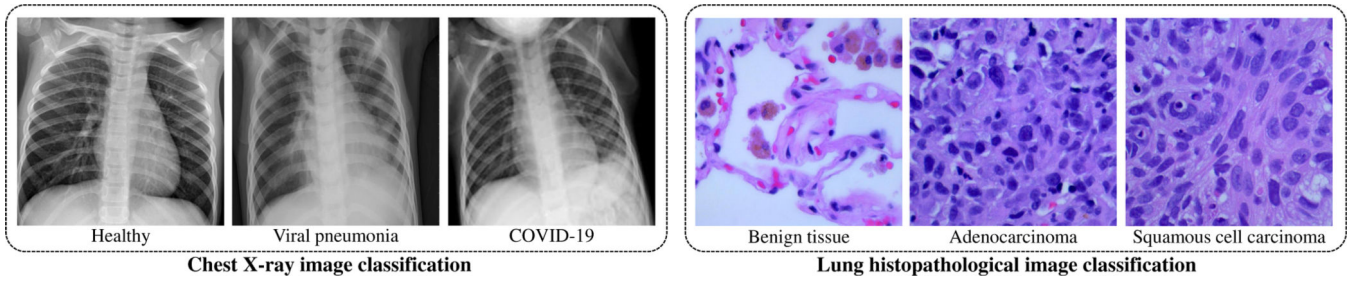 Healthy
Viral pneumonia
COVID-19
Chest X-ray image classification
Benign tissue
Adenocarcinoma
Squamous cell carcinoma
Lung histopathological image classification